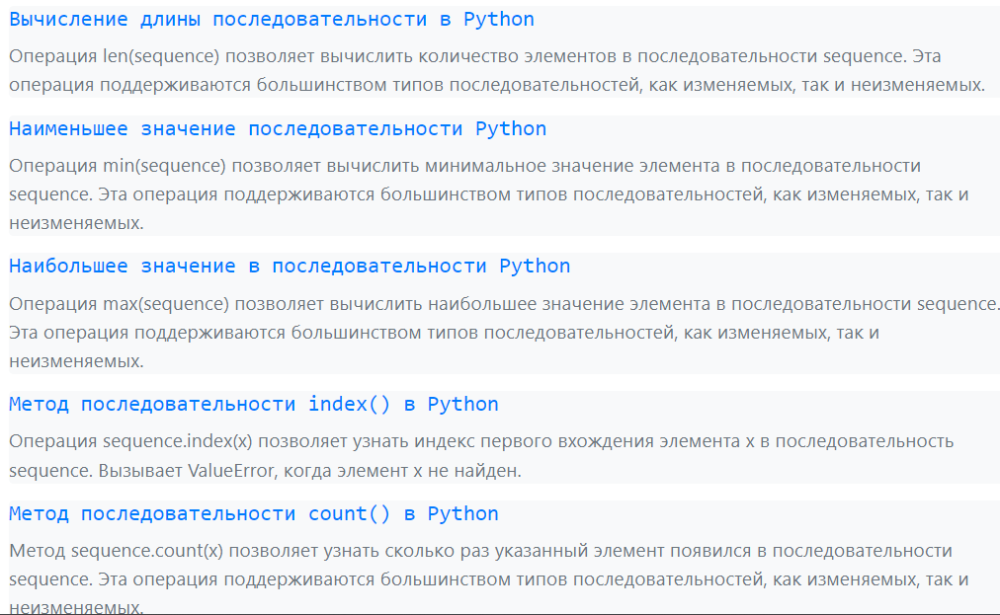 Вычисление длины последовательности в Python
Операция len(sequence) позволяет вычислить количество элементов в последовательности sequence. Эта
операция поддерживаются большинством типов последовательностей, как изменяемых, так и неизменяемых.
Наименьшее значение последовательности Python
Операция min(sequence) позволяет вычислить минимальное значение элемента в последовательности
sequence. Эта операция поддерживаются большинством типов последовательностей, как изменяемых, так и
неизменяемых.
Наибольшее значение в последовательности Python
Операция max(sequence) позволяет вычислить наибольшее значение элемента в последовательности sequence.
Эта операция поддерживаются большинством типов последовательностей, как изменяемых, так и
неизменяемых.
Метод последовательности index() в Python
Операция sequence.index(x) позволяет узнать индекс первого вхождения элемента x в последовательность
sequence. Вызывает ValueError, когда элемент x не найден.
Метод последовательности count() в Python
Метод sequence.count(x) позволяет узнать сколько раз указанный элемент появился в последовательности
sequence. Эта операция поддерживаются большинством типов последовательностей, как изменяемых, так и
неизменяемых.